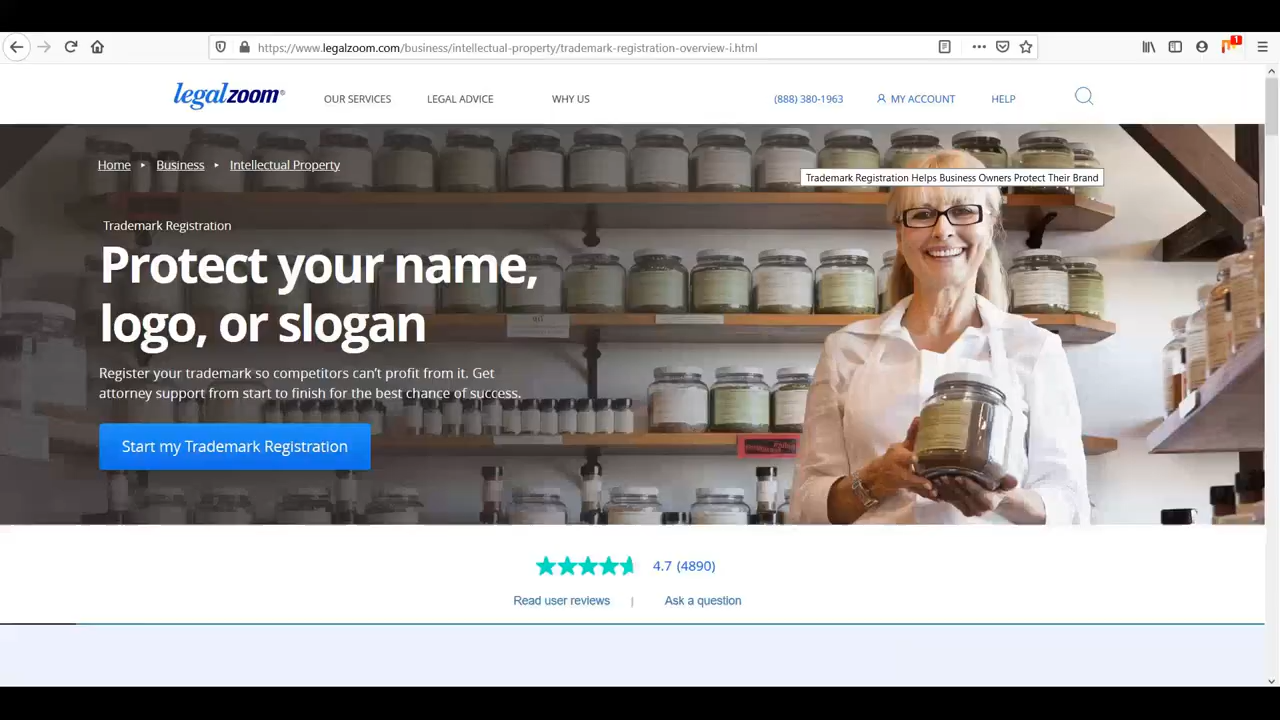 https://www.legalzoom.com/business/intellectual-property/trademark-registration-overview-i.html
1
legalzoom®
OUR SERVICES
LEGAL ADVICE
WHY US
(888) 380-1963
MY ACCOUNT
HELP
Home ▸ Business ▸ Intellectual Property
Trademark Registration Helps Business Owners Protect Their Brand
Trademark Registration
Protect your name,
logo, or slogan
Register your trademark so competitors can't profit from it. Get
attorney support from start to finish for the best chance of success.
Start my Trademark Registration
4.7 (4890)
Read user reviews | Ask a question